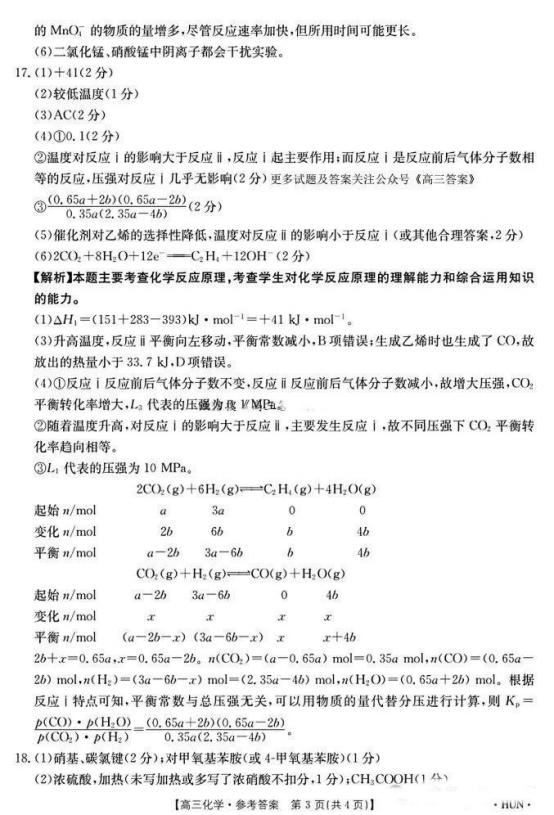 的 MnO₄⁻ 的物质的量增多,尽管反应速率加快,但所用时间可能更长。
(6)二氯化锰、硝酸锰中阴离子都会干扰实验。
17.(1)+41(2分)
(2)较低温度(1分)
(3)AC(2分)
(4)①0.1(2分)
②温度对反应ⅰ的影响大于反应ⅱ,反应ⅰ起主要作用;而反应ⅰ是反应前后气体分子数相
等的反应,压强对反应ⅰ几乎无影响(2分)更多试题及答案关注公众号《高三答案》
③(0.65a+2b)(0.65a-2b)/0.35a(2.35a-4b)(2分)
(5)催化剂对乙烯的选择性降低,温度对反应ⅱ的影响小于反应ⅰ(或其他合理答案,2分)
(6)2CO₂+8H₂O+12e⁻══C₂H₄+12OH⁻(2分)
【解析】本题主要考查化学反应原理,考查学生对化学反应原理的理解能力和综合运用知识
的能力。
(1)ΔH₁=(151+283-393)kJ·mol⁻¹=+41 kJ·mol⁻¹。
(3)升高温度,反应ⅱ平衡向左移动,平衡常数减小,B项错误;生成乙烯时也生成了CO,故
放出的热量小于33.7 kJ,D项错误。
(4)①反应ⅰ反应前后气体分子数不变,反应ⅱ反应前后气体分子数减小,故增大压强,CO₂
平衡转化率增大,L₃代表的压强为 MPa。
②随着温度升高,对反应ⅰ的影响大于反应ⅱ,主要发生反应ⅰ,故不同压强下CO₂平衡转
化率趋向相等。
③L₁代表的压强为10 MPa。
2CO₂(g)+6H₂(g)⇌C₂H₄(g)+4H₂O(g)
起始n/mol a 3a 0 0
变化n/mol 2b 6b b 4b
平衡n/mol a-2b 3a-6b b 4b
CO₂(g)+H₂(g)⇌CO(g)+H₂O(g)
起始n/mol a-2b 3a-6b 0 4b
变化n/mol x x x x
平衡n/mol (a-2b-x) (3a-6b-x) x x+4b
2b+x=0.65a,x=0.65a-2b。n(CO₂)=(a-0.65a) mol=0.35a mol,n(CO)=(0.65a-
2b) mol,n(H₂)=(3a-6b-x) mol=(2.35a-4b) mol,n(H₂O)=(0.65a+2b) mol。根据
反应ⅰ特点可知,平衡常数与总压强无关,可以用物质的量代替分压进行计算,则Kₚ=
p(CO)·p(H₂O)/p(CO₂)·p(H₂)=(0.65a+2b)(0.65a-2b)/0.35a(2.35a-4b)。
18.(1)硝基、碳氯键(2分);对甲氧基苯胺(或4-甲氧基苯胺)(1分)
(2)浓硫酸,加热(未写加热或多写了浓硝酸不扣分,1分);CH₃COOH(1分)
【高三化学·参考答案 第3页(共4页)】
·HUN·